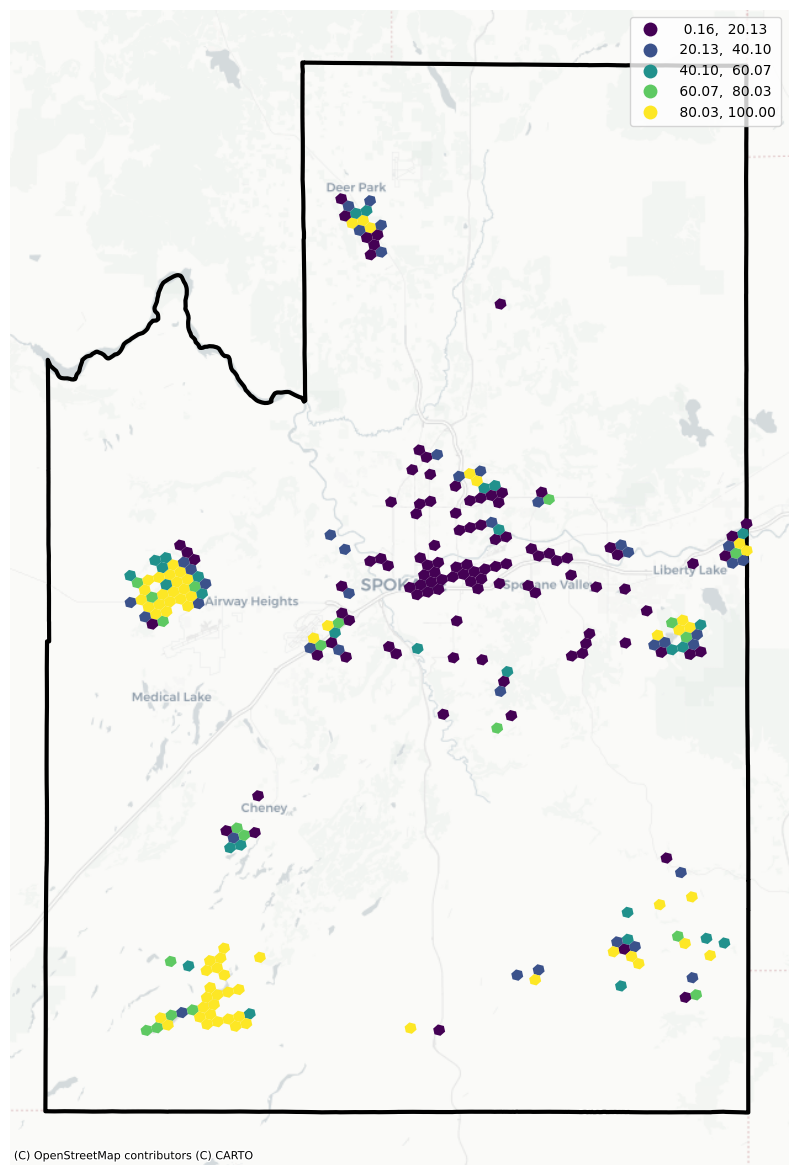 0.16, 20.13
20.13, 40.10
40.10, 60.07
60.07, 80.03
80.03, 100.00
Deer Park
SPOK
Spokane Valley
Liberty Lake
Airway Heights
Medical Lake
Cheney
(C) OpenStreetMap contributors (C) CARTO